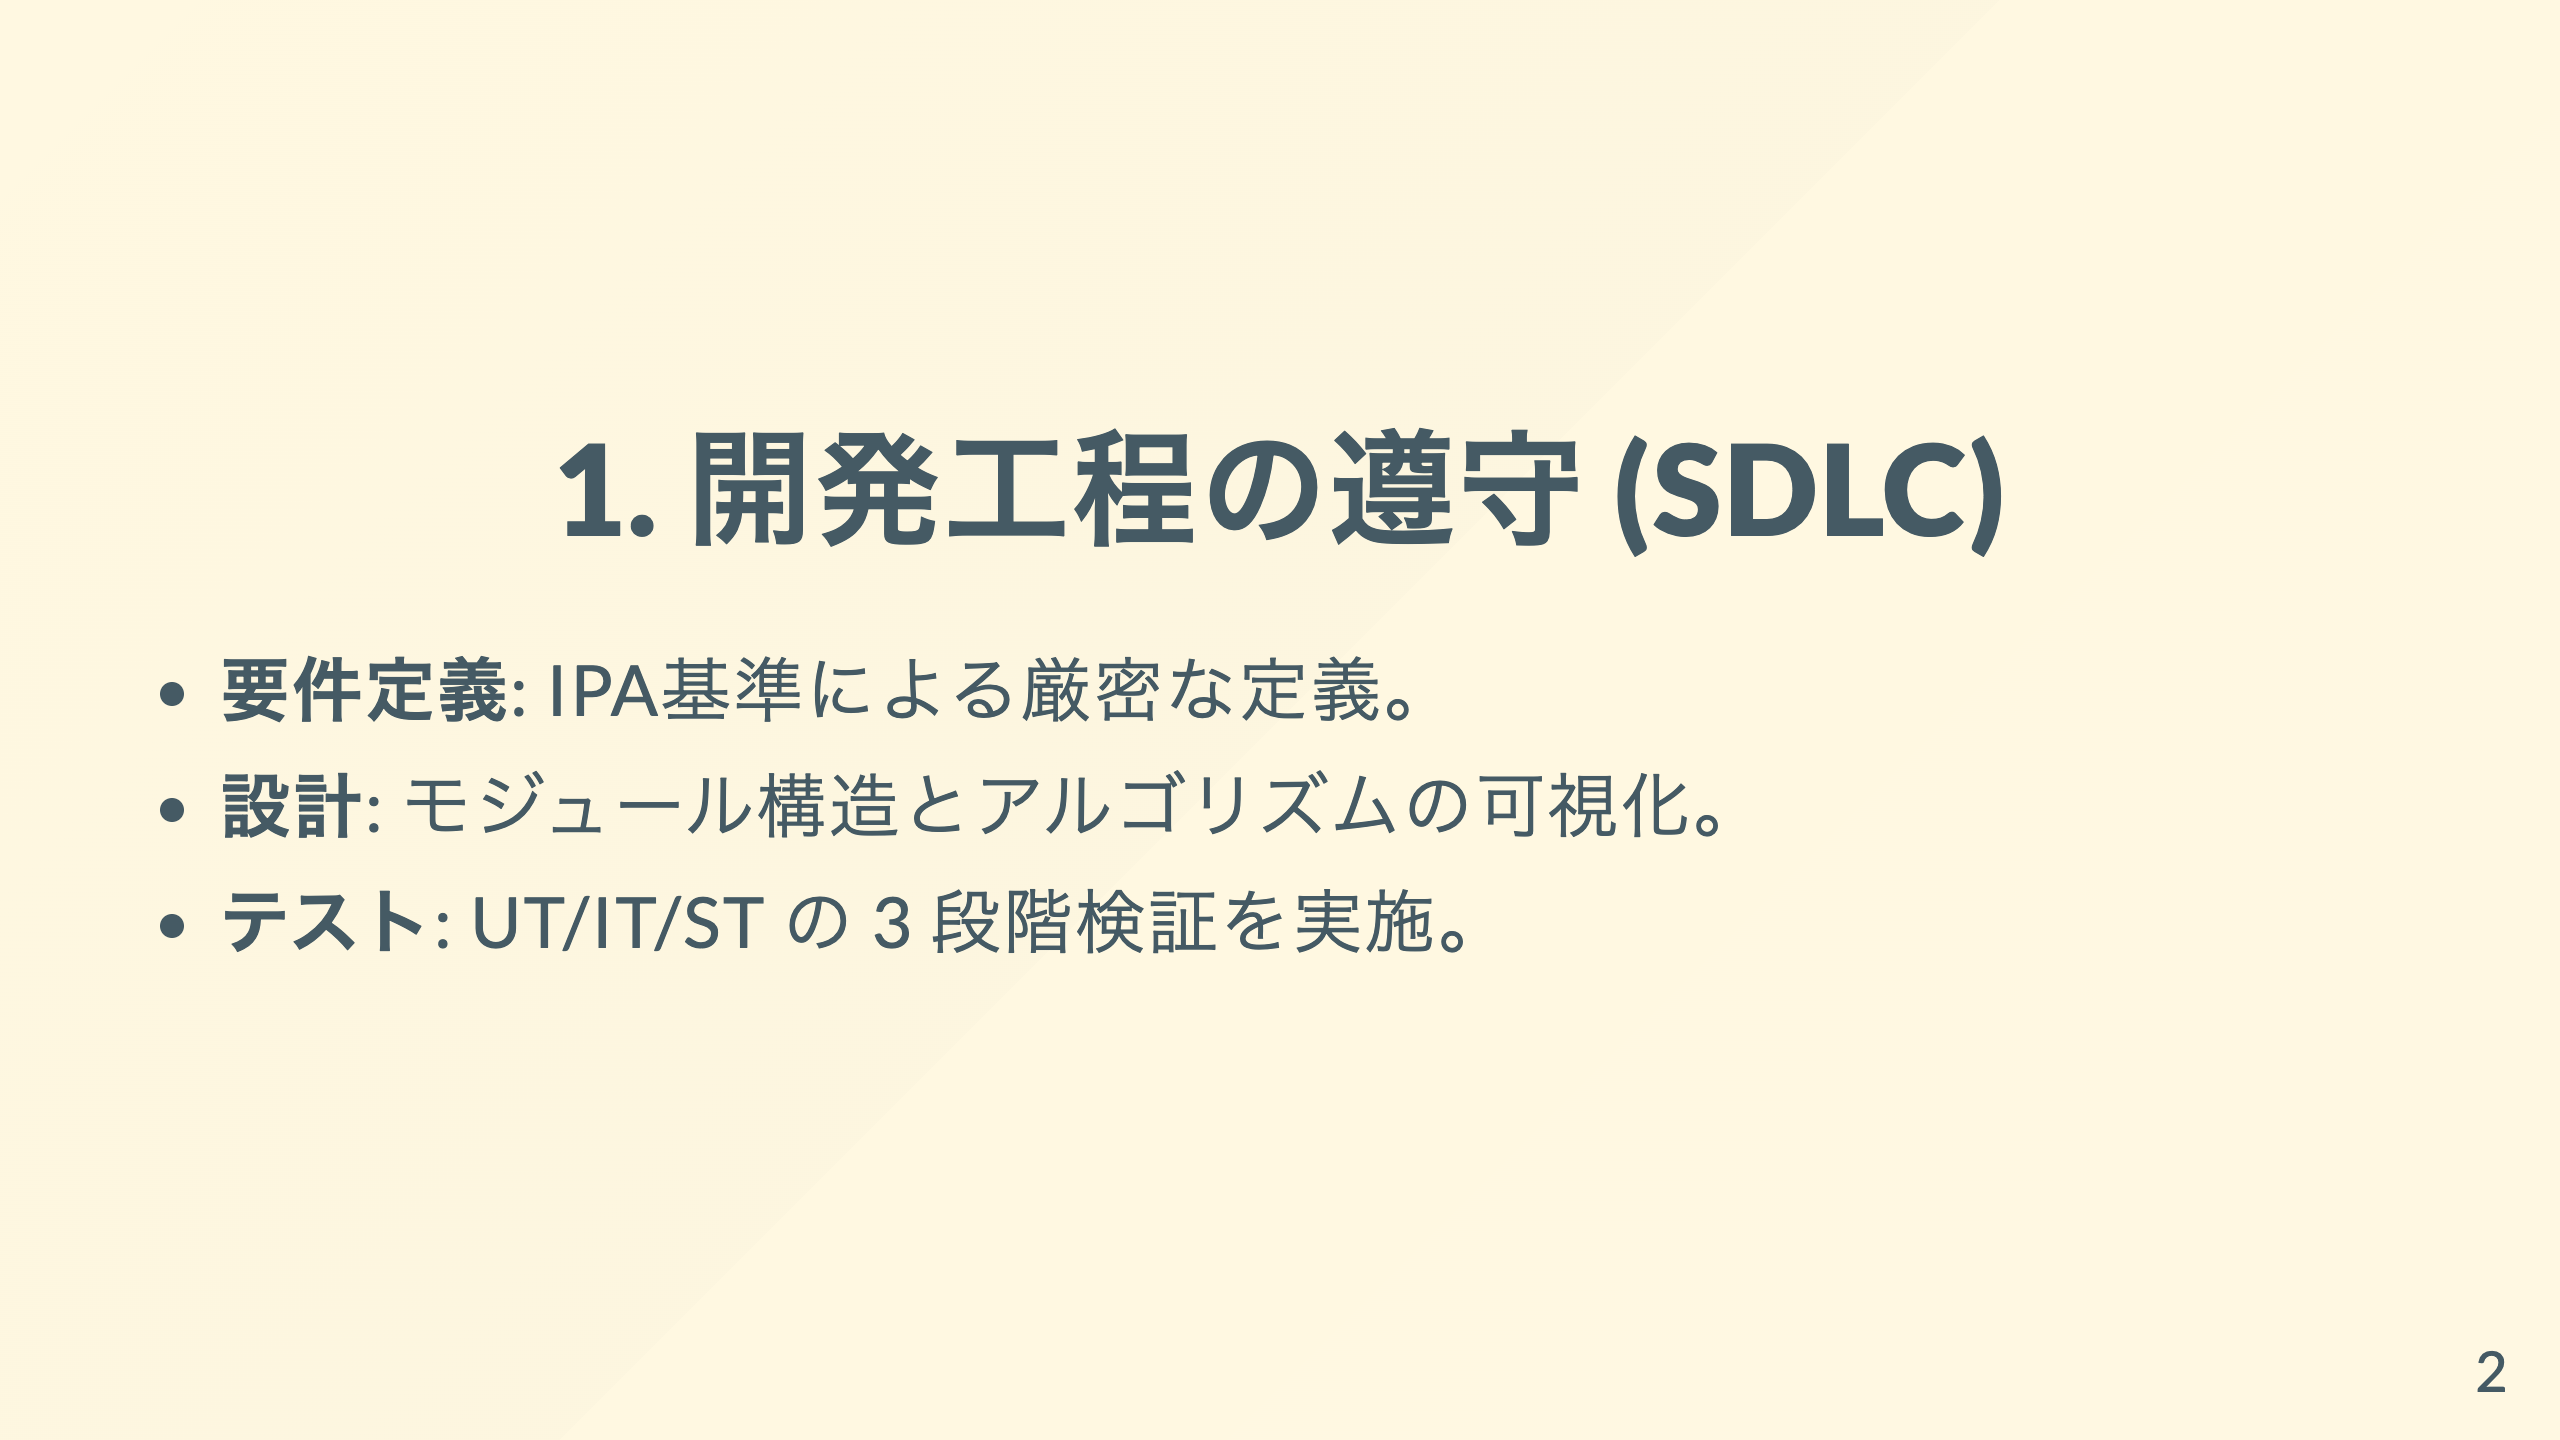 1. 開発工程の遵守 (SDLC)
• 要件定義: IPA基準による厳密な定義。
• 設計: モジュール構造とアルゴリズムの可視化。
• テスト: UT/IT/ST の 3 段階検証を実施。
2